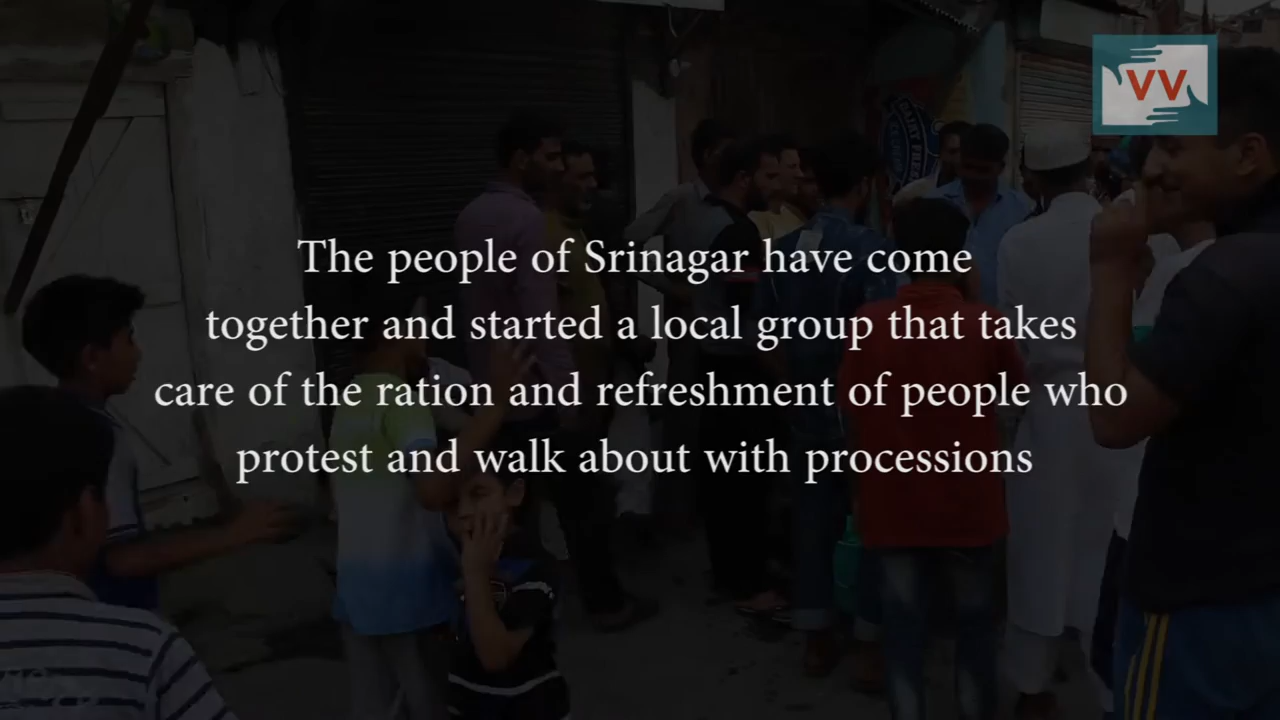 VV
The people of Srinagar have come
together and started a local group that takes
care of the ration and refreshment of people who
protest and walk about with processions